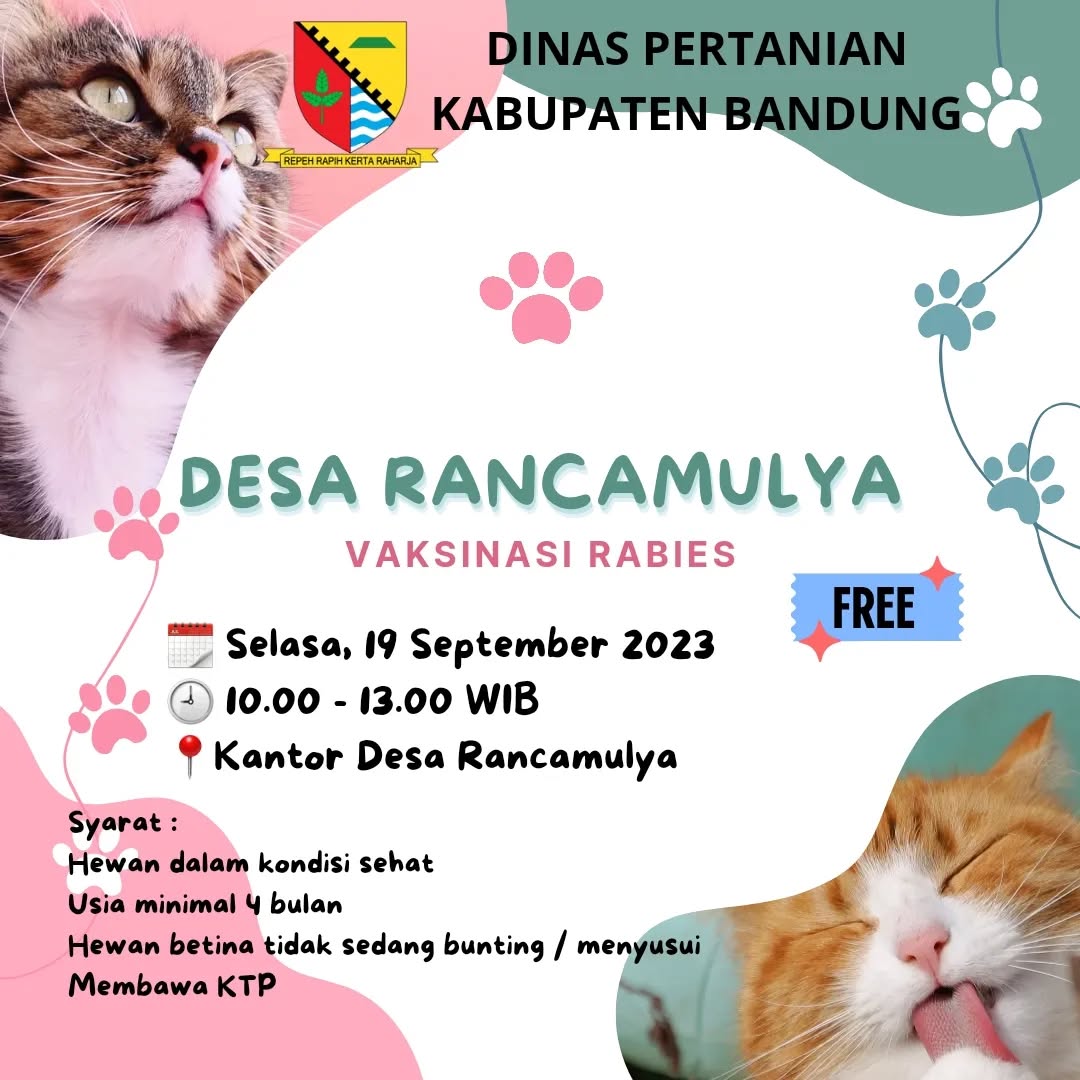 DINAS PERTANIAN
KABUPATEN BANDUNG
REPEH RAPIH KERTA RAHARJA
DESA RANCAMULYA
VAKSINASI RABIES
FREE
Selasa, 19 September 2023
10.00 - 13.00 WIB
Kantor Desa Rancamulya
Syarat :
Hewan dalam kondisi sehat
Usia minimal 4 bulan
Hewan betina tidak sedang bunting / menyusui
Membawa KTP